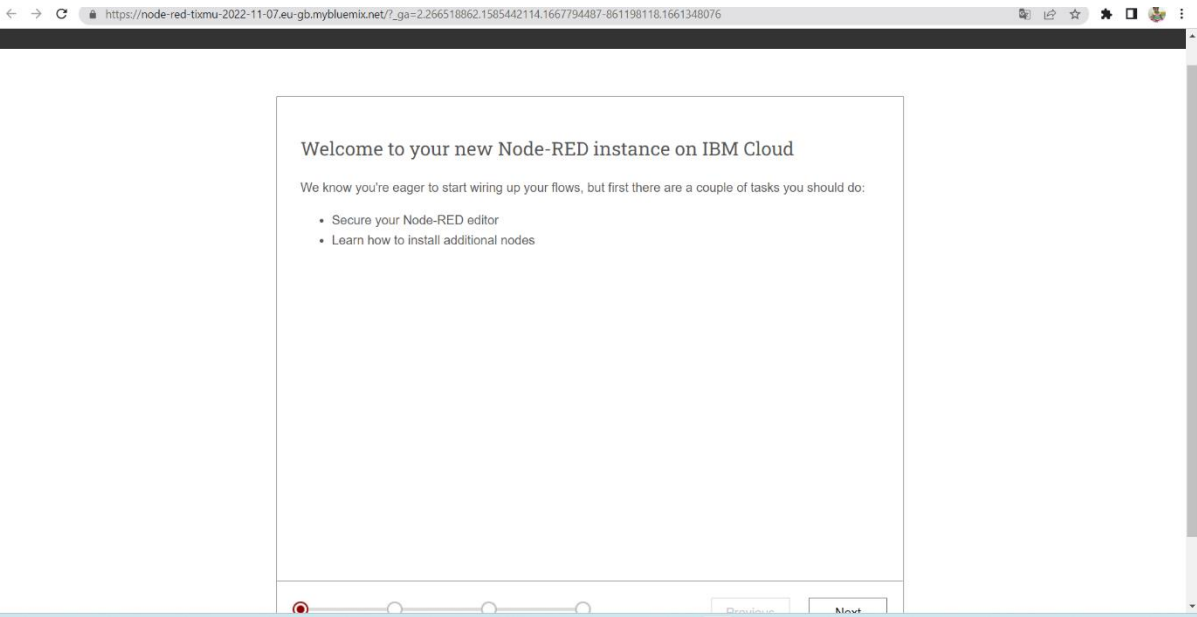 https://node-red-tixmu-2022-11-07.eu-gb.mybluemix.net/?_ga=2.266518862.1585442114.1667794487-861198118.1661348076
Welcome to your new Node-RED instance on IBM Cloud
We know you're eager to start wiring up your flows, but first there are a couple of tasks you should do:
• Secure your Node-RED editor
• Learn how to install additional nodes
Previous Next